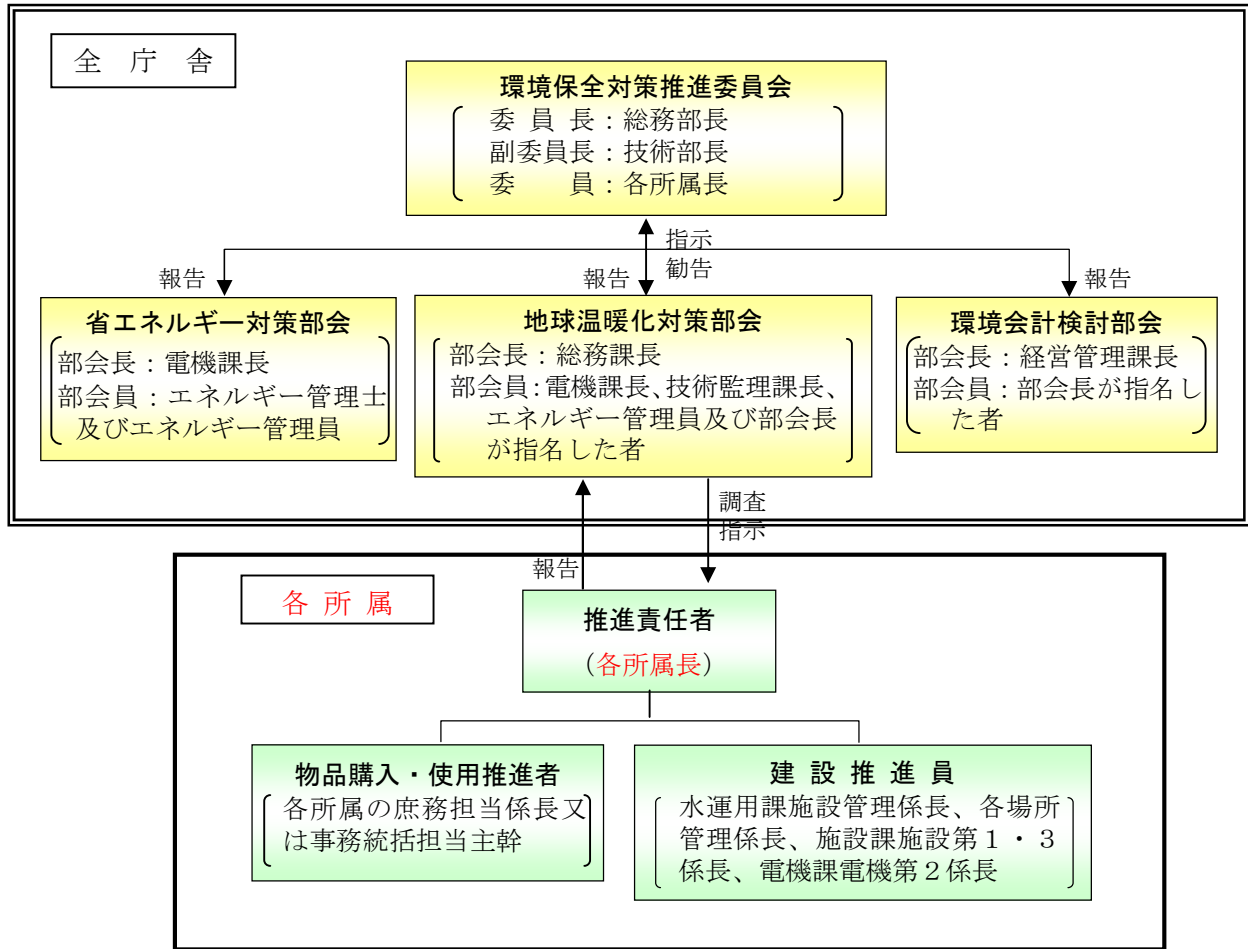 全 庁 舎
環境保全対策推進委員会
委 員 長：総務部長
副委員長：技術部長
委　　員：各所属長
指示
勧告
報告
報告
報告
省エネルギー対策部会
部会長：電機課長
部会員：エネルギー管理士
及びエネルギー管理員
地球温暖化対策部会
部会長：総務課長
部会員：電機課長、技術監理課長、
エネルギー管理員及び部会長
が指名した者
環境会計検討部会
部会長：経営管理課長
部会員：部会長が指名し
た者
調査
指示
報告
各 所 属
推進責任者
（各所属長）
物品購入・使用推進者
各所属の庶務担当係長又
は事務統括担当主幹
建 設 推 進 員
水運用課施設管理係長、各場所
管理係長、施設課施設第１・３
係長、電機課電機第２係長